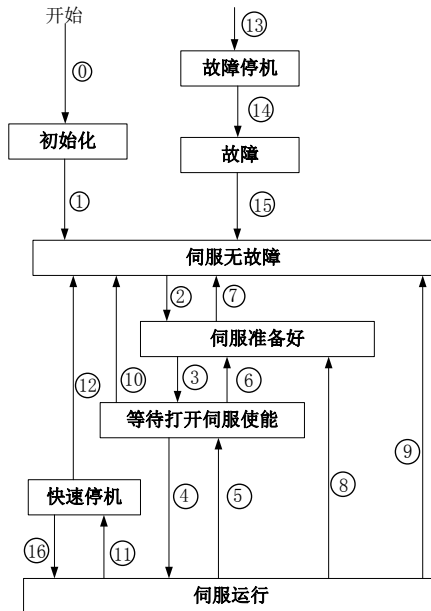 开始
⑬
⓪
故障停机
⑭
初始化
故障
①
⑮
伺服无故障
②
⑦
伺服准备好
⑫
⑩
③
⑥
等待打开伺服使能
⑨
快速停机
④
⑤
⑧
⑯
⑪
伺服运行